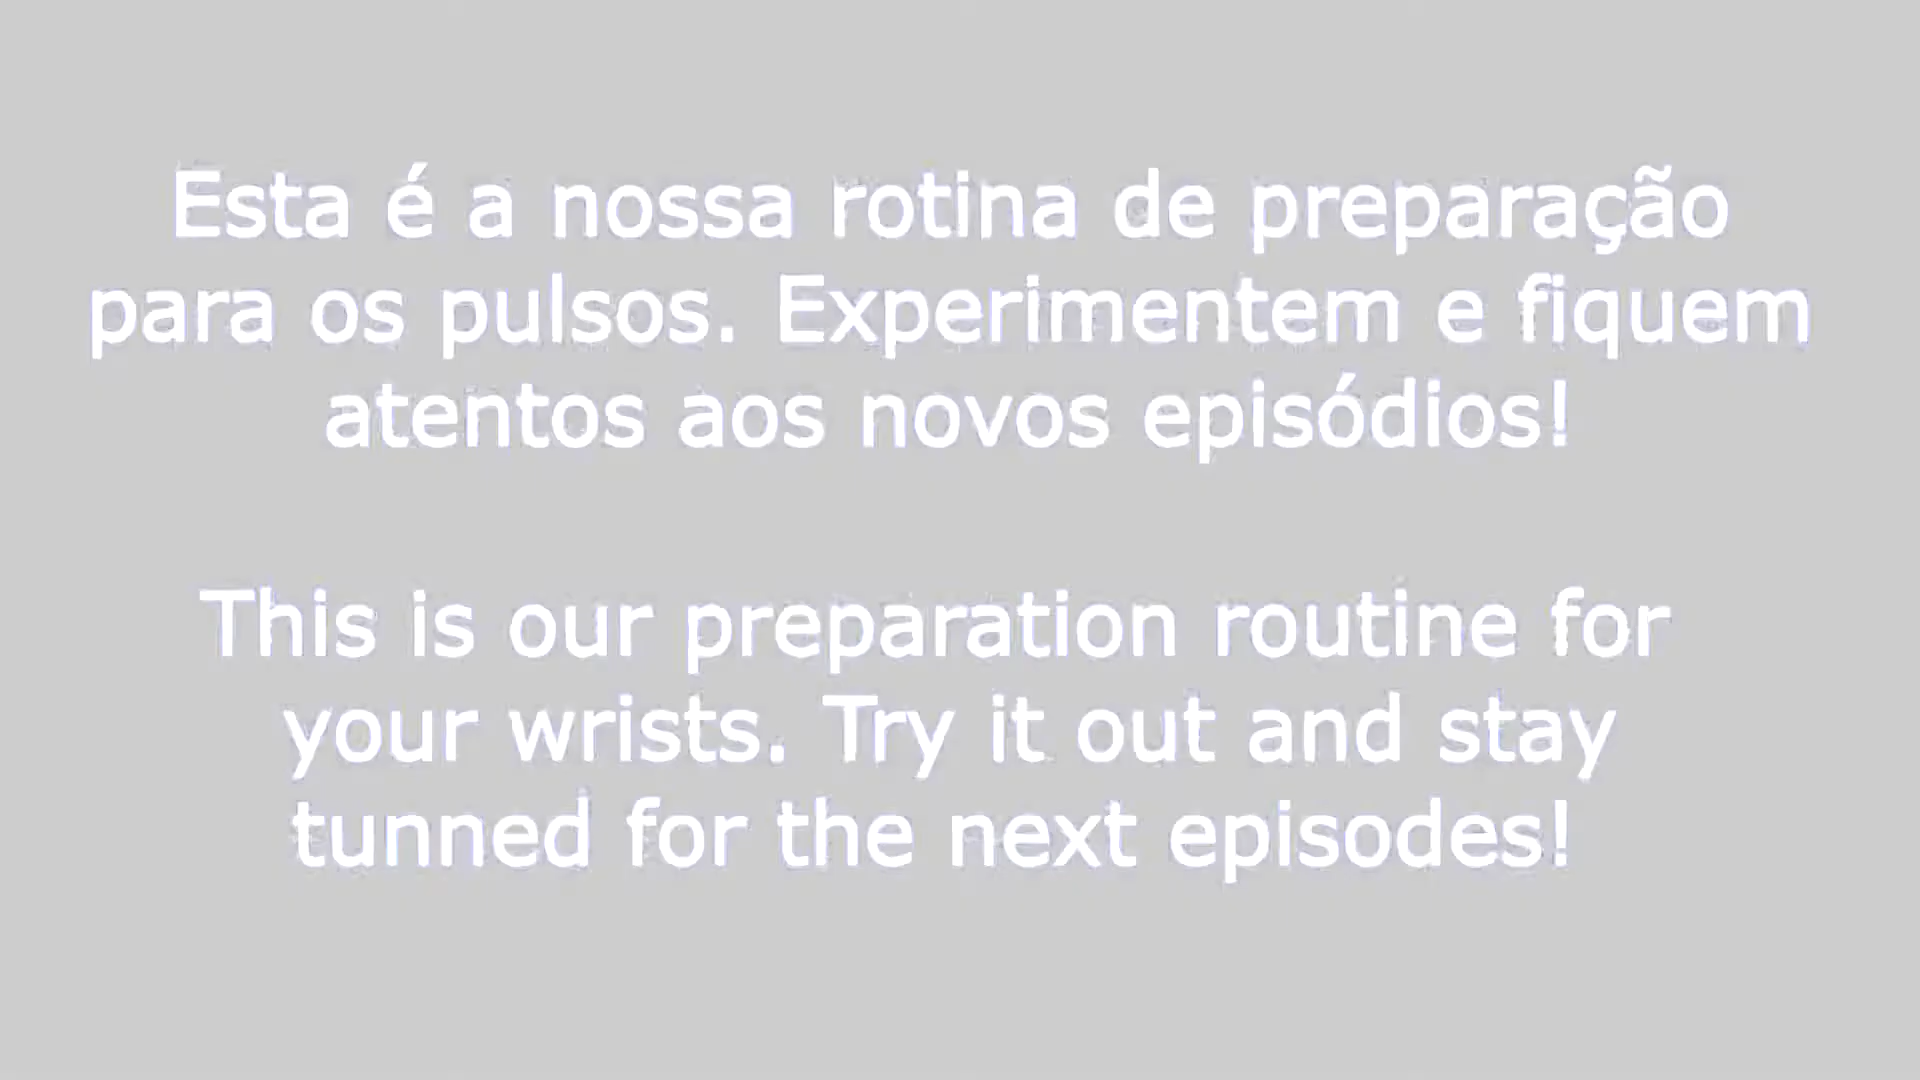 Esta é a nossa rotina de preparação
para os pulsos. Experimentem e fiquem
atentos aos novos episódios!
This is our preparation routine for
your wrists. Try it out and stay
tunned for the next episodes!